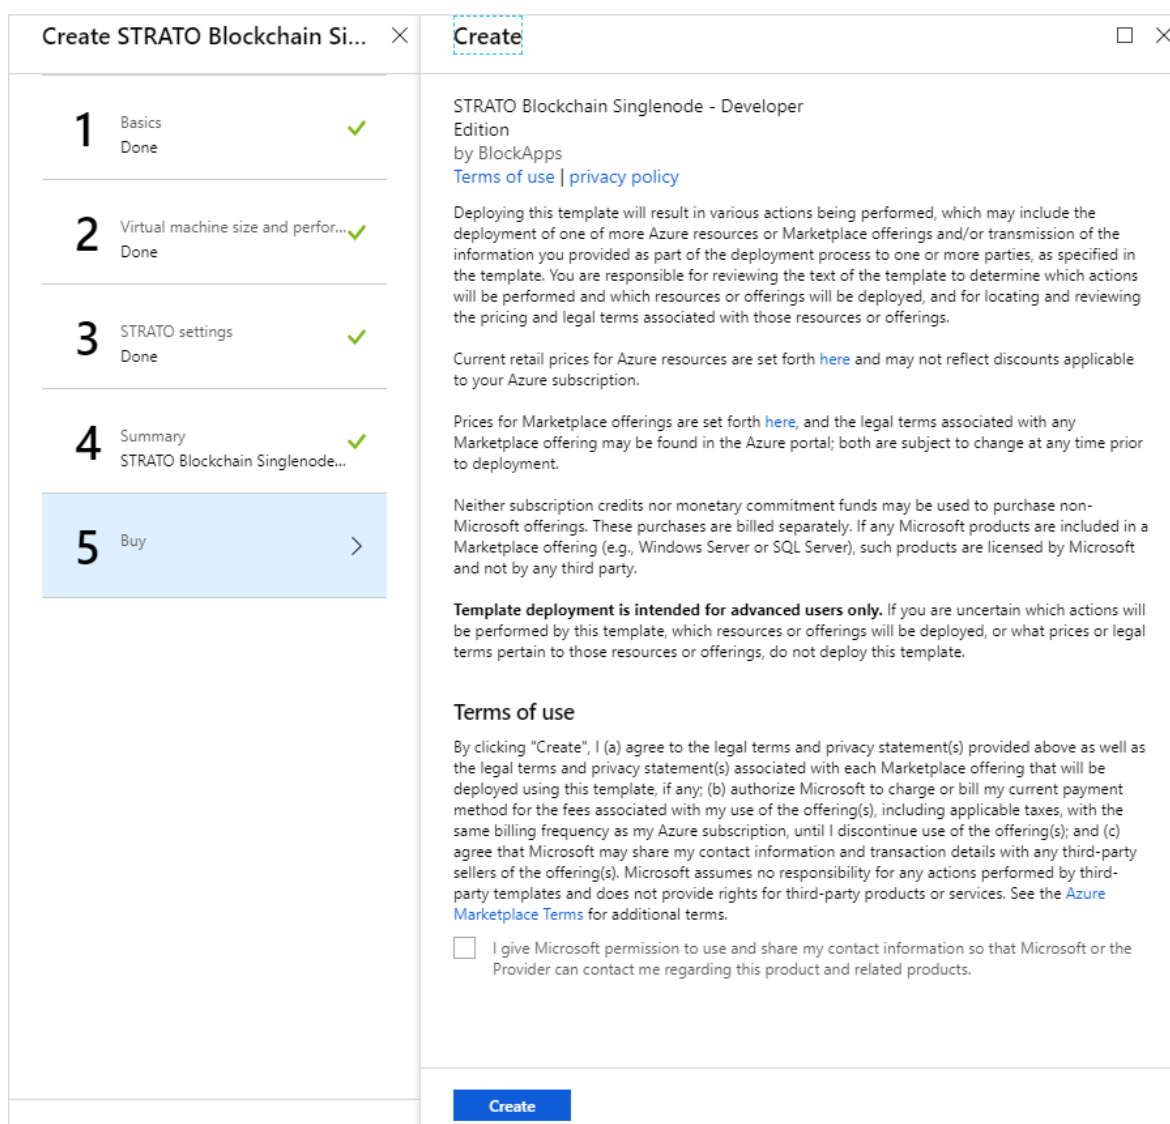 Create STRATO Blockchain Si...
1
Basics
Done
2
Virtual machine size and perfor...
Done
3
STRATO settings
Done
4
Summary
STRATO Blockchain Singlenode...
5
Buy
Create
STRATO Blockchain Singlenode - Developer
Edition
by BlockApps
Terms of use | privacy policy
Deploying this template will result in various actions being performed, which may include the
deployment of one of more Azure resources or Marketplace offerings and/or transmission of the
information you provided as part of the deployment process to one or more parties, as specified in
the template. You are responsible for reviewing the text of the template to determine which actions
will be performed and which resources or offerings will be deployed, and for locating and reviewing
the pricing and legal terms associated with those resources or offerings.
Current retail prices for Azure resources are set forth here and may not reflect discounts applicable
to your Azure subscription.
Prices for Marketplace offerings are set forth here, and the legal terms associated with any
Marketplace offering may be found in the Azure portal; both are subject to change at any time prior
to deployment.
Neither subscription credits nor monetary commitment funds may be used to purchase non-
Microsoft offerings. These purchases are billed separately. If any Microsoft products are included in a
Marketplace offering (e.g., Windows Server or SQL Server), such products are licensed by Microsoft
and not by any third party.
Template deployment is intended for advanced users only. If you are uncertain which actions will
be performed by this template, which resources or offerings will be deployed, or what prices or legal
terms pertain to those resources or offerings, do not deploy this template.
Terms of use
By clicking "Create", I (a) agree to the legal terms and privacy statement(s) provided above as well as
the legal terms and privacy statement(s) associated with each Marketplace offering that will be
deployed using this template, if any; (b) authorize Microsoft to charge or bill my current payment
method for the fees associated with my use of the offering(s), including applicable taxes, with the
same billing frequency as my Azure subscription, until I discontinue use of the offering(s); and (c)
agree that Microsoft may share my contact information and transaction details with any third-party
sellers of the offering(s). Microsoft assumes no responsibility for any actions performed by third-
party templates and does not provide rights for third-party products or services. See the Azure
Marketplace Terms for additional terms.
I give Microsoft permission to use and share my contact information so that Microsoft or the
Provider can contact me regarding this product and related products.
Create